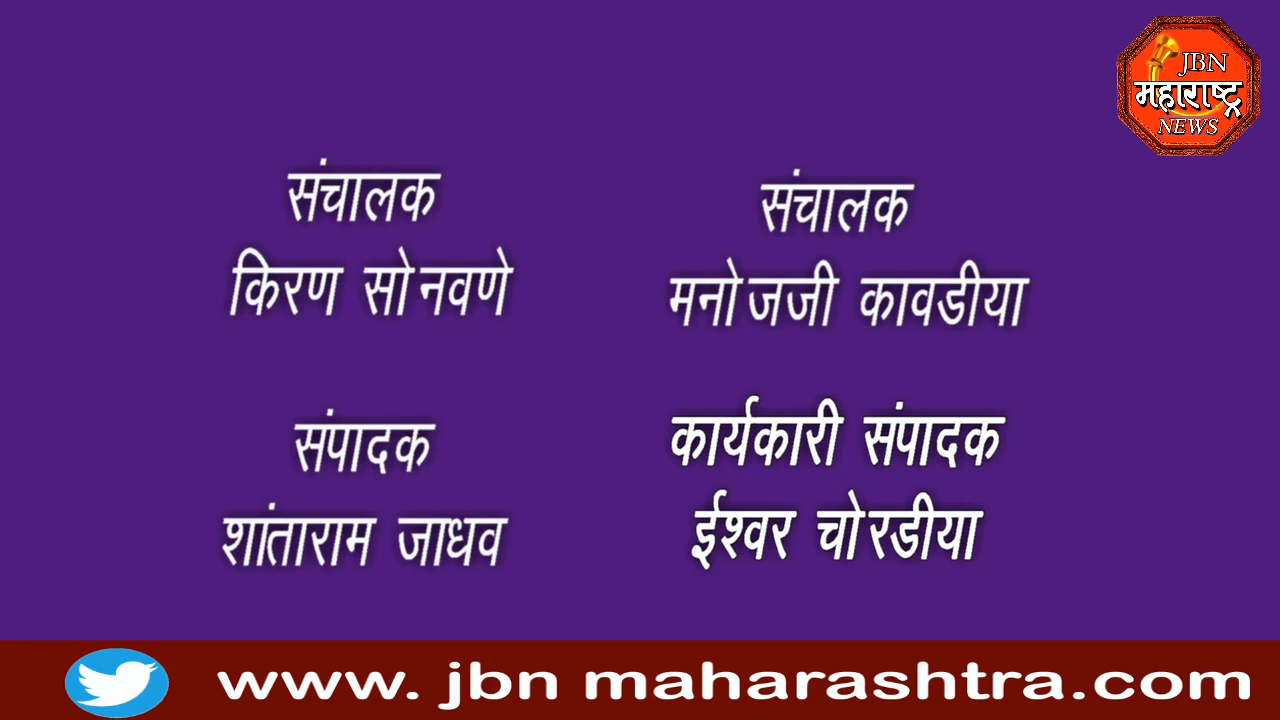 JBN
महाराष्ट्र
NEWS
संचालक
किरण सोनवणे
संचालक
मनोजजी कावडीया
संपादक
शांताराम जाधव
कार्यकारी संपादक
ईश्वर चोरडीया
www. jbn maharashtra.com